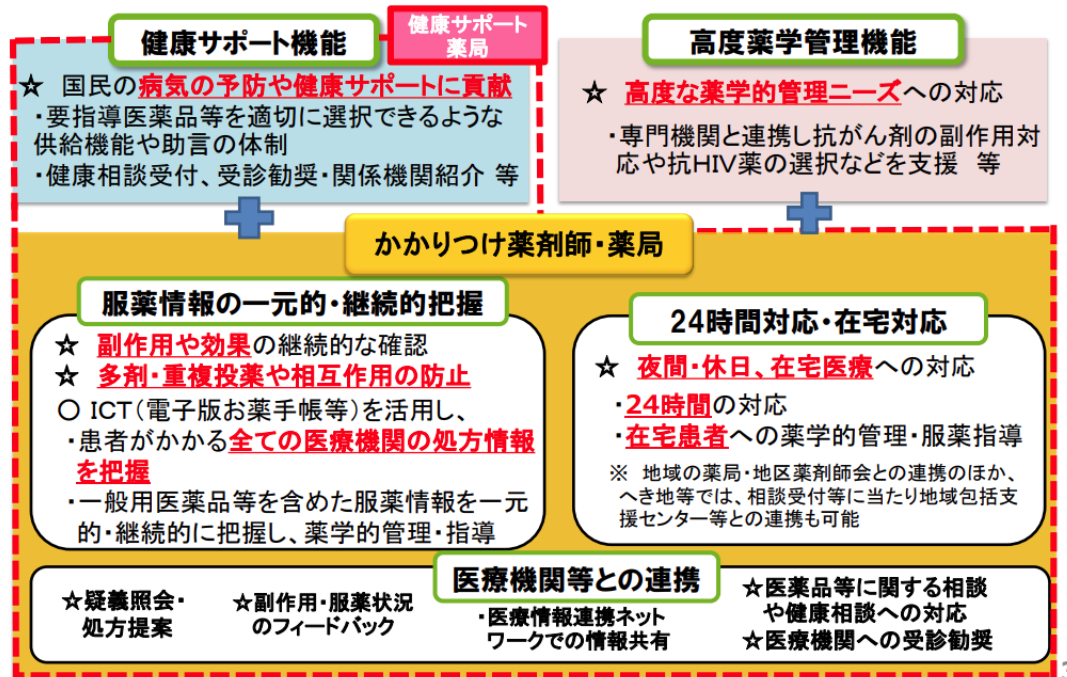 健康サポート機能
健康サポート
薬局
☆ 国民の病気の予防や健康サポートに貢献
・要指導医薬品等を適切に選択できるような
供給機能や助言の体制
・健康相談受付、受診勧奨・関係機関紹介 等
高度薬学管理機能
☆ 高度な薬学的管理ニーズへの対応
・専門機関と連携し抗がん剤の副作用対
応や抗HIV薬の選択などを支援 等
かかりつけ薬剤師・薬局
服薬情報の一元的・継続的把握
☆ 副作用や効果の継続的な確認
☆ 多剤・重複投薬や相互作用の防止
○ ICT(電子版お薬手帳等)を活用し、
・患者がかかる全ての医療機関の処方情報
を把握
・一般用医薬品等を含めた服薬情報を一元
的・継続的に把握し、薬学的管理・指導
24時間対応・在宅対応
☆ 夜間・休日、在宅医療への対応
・24時間の対応
・在宅患者への薬学的管理・服薬指導
※ 地域の薬局・地区薬剤師会との連携のほか、
へき地等では、相談受付等に当たり地域包括支
援センター等との連携も可能
医療機関等との連携
☆疑義照会・
処方提案
☆副作用・服薬状況
のフィードバック
・医療情報連携ネット
ワークでの情報共有
☆医薬品等に関する相談
や健康相談への対応
☆医療機関への受診勧奨